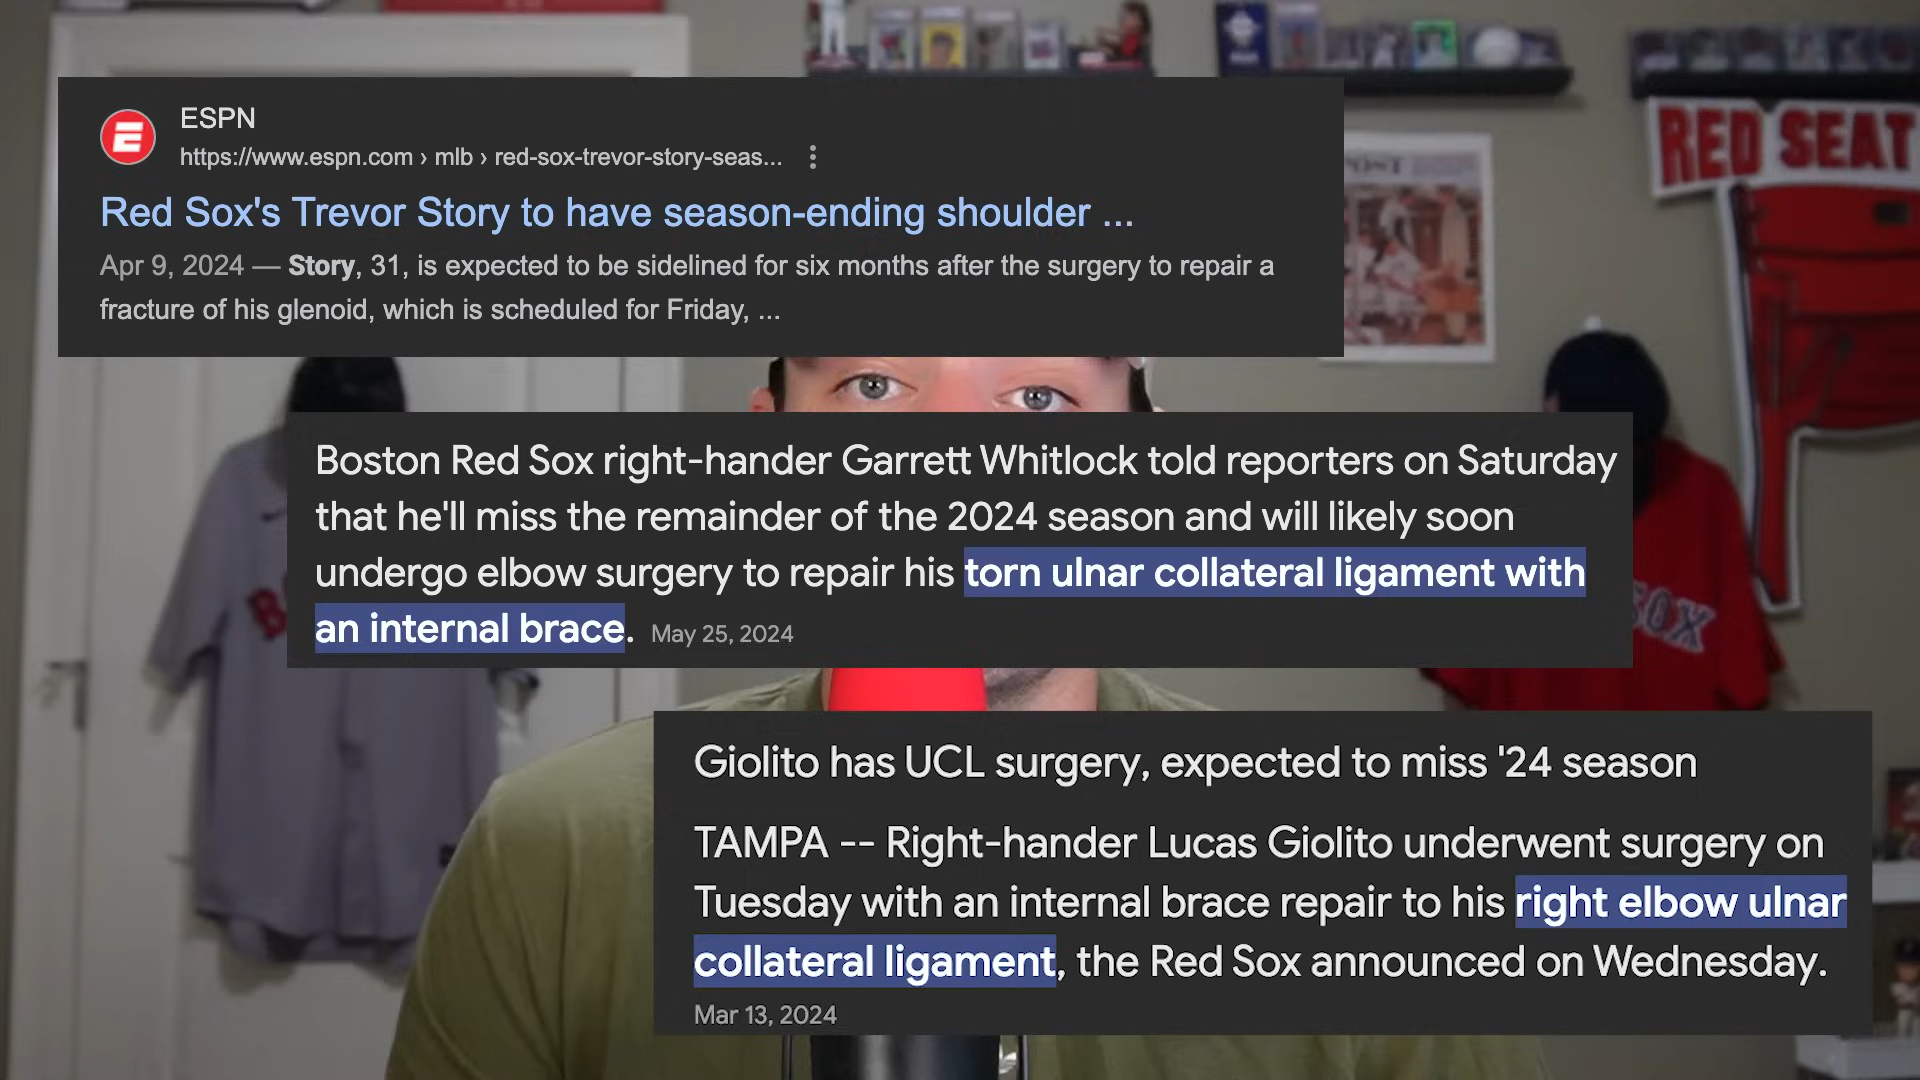 ESPN
https://www.espn.com › mlb › red-sox-trevor-story-seas...
Red Sox's Trevor Story to have season-ending shoulder ...
Apr 9, 2024 — Story, 31, is expected to be sidelined for six months after the surgery to repair a
fracture of his glenoid, which is scheduled for Friday, ...
RED SEAT
POST
Boston Red Sox right-hander Garrett Whitlock told reporters on Saturday
that he'll miss the remainder of the 2024 season and will likely soon
undergo elbow surgery to repair his torn ulnar collateral ligament with
an internal brace. May 25, 2024
B
SOX
Giolito has UCL surgery, expected to miss '24 season
TAMPA -- Right-hander Lucas Giolito underwent surgery on
Tuesday with an internal brace repair to his right elbow ulnar
collateral ligament, the Red Sox announced on Wednesday.
Mar 13, 2024